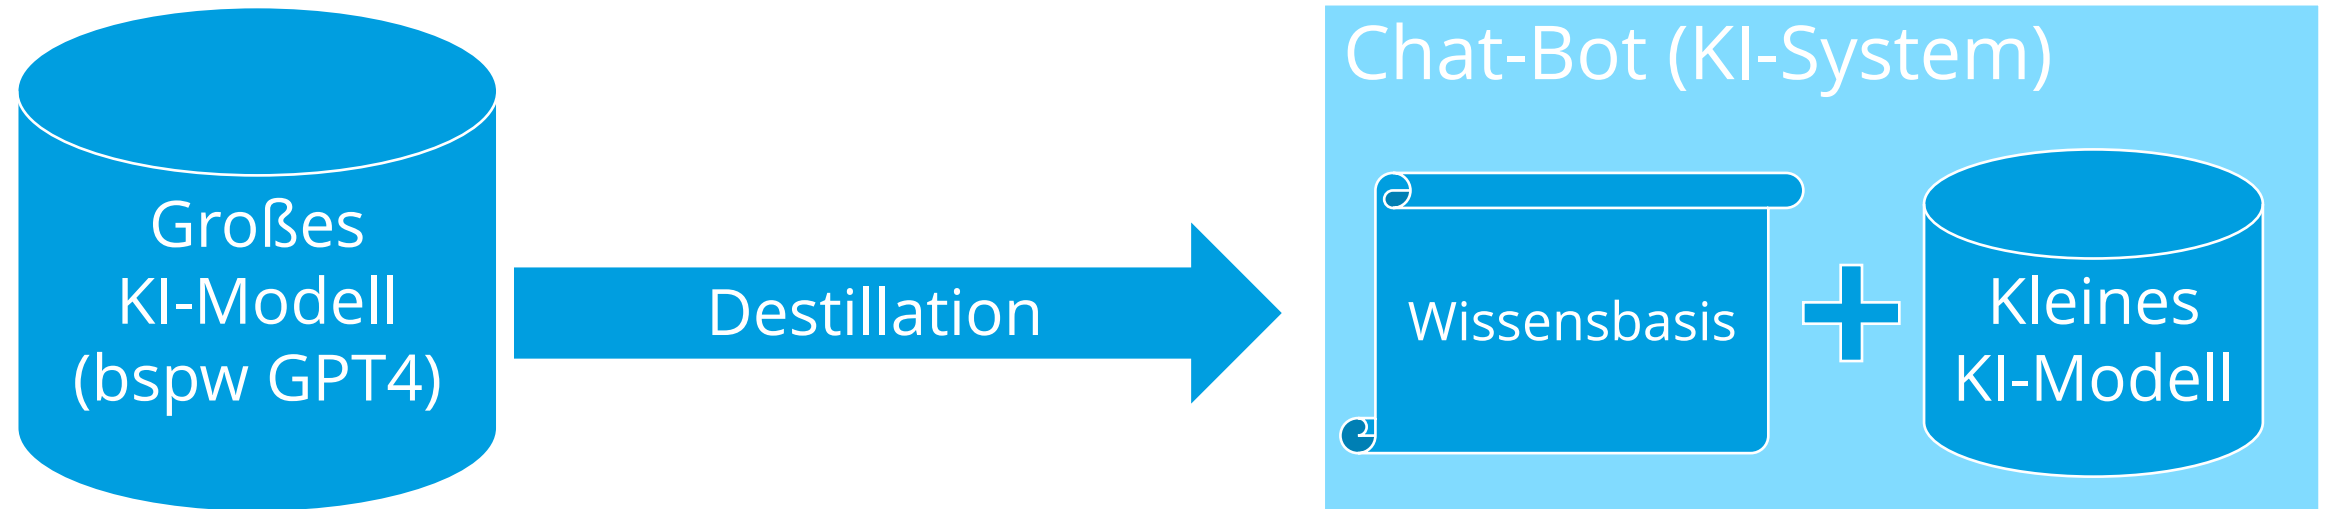 Großes
KI-Modell
(bspw GPT4)
Destillation
Chat-Bot (KI-System)
Wissensbasis
Kleines
KI-Modell